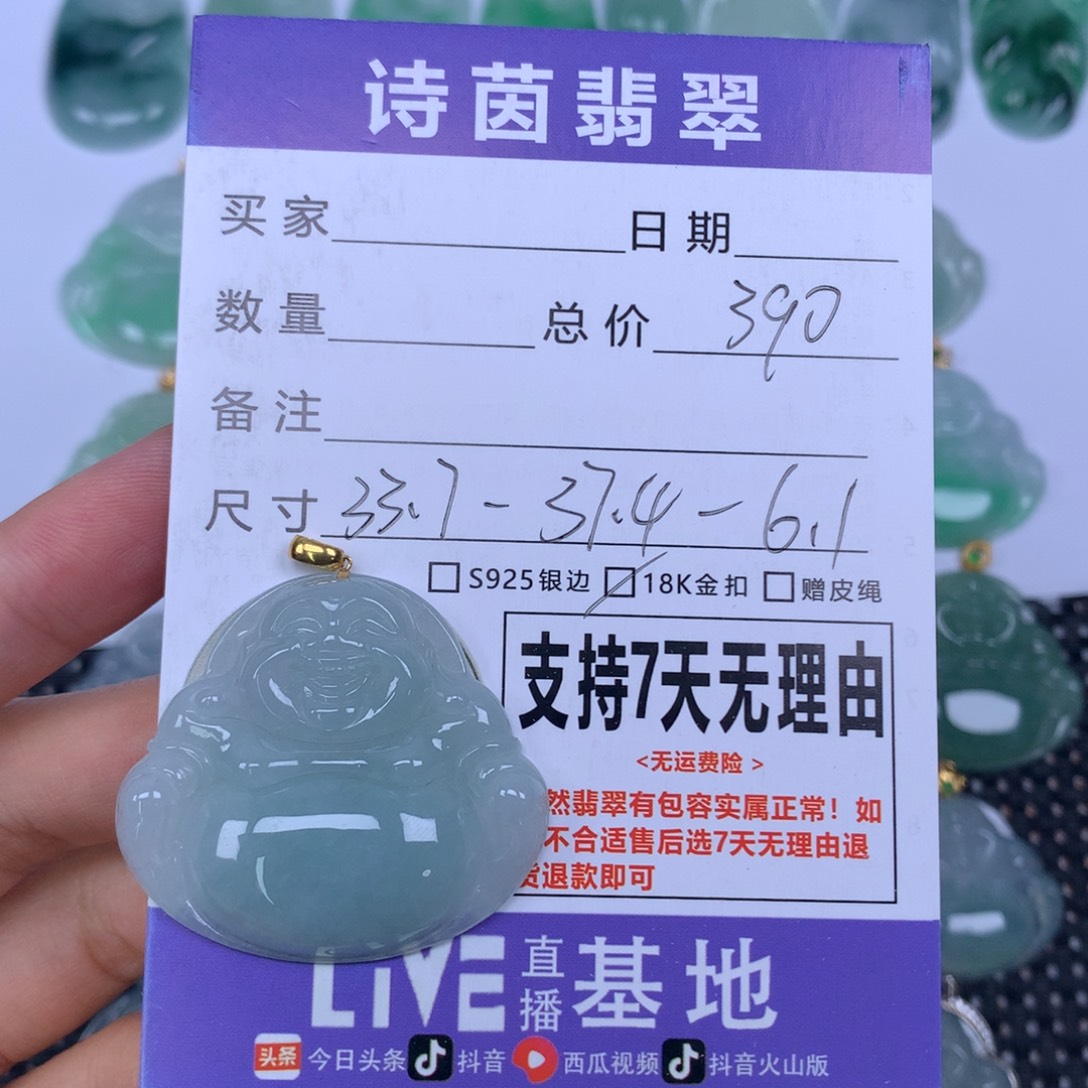 诗茵翡翠
买家 日期
数量 总价 390
备注
尺寸 33.7-37.4-6.1
S925银边 18K金扣 赠皮绳
支持7天无理由
<无运费险>
然翡翠有包容实属正常！如
不合适售后选7天无理由退
货退款即可
LIVE 直播 基地
头条 今日头条 抖音 西瓜视频 抖音火山版